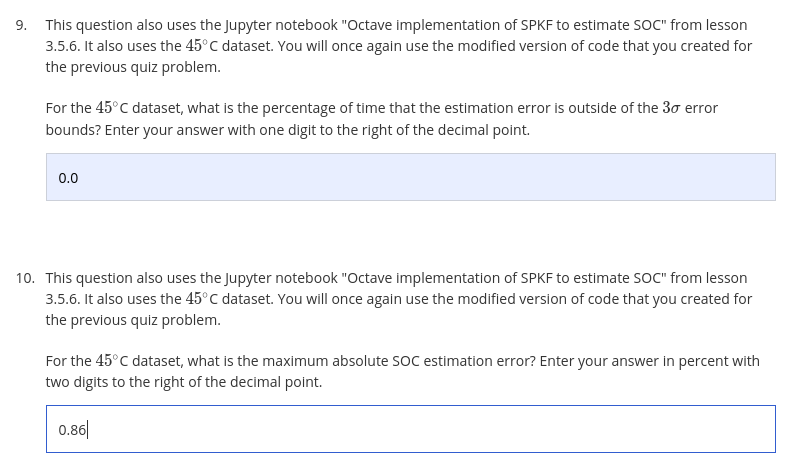 9. This question also uses the Jupyter notebook "Octave implementation of SPKF to estimate SOC" from lesson
3.5.6. It also uses the 45°C dataset. You will once again use the modified version of code that you created for
the previous quiz problem.
For the 45°C dataset, what is the percentage of time that the estimation error is outside of the 3σ error
bounds? Enter your answer with one digit to the right of the decimal point.
0.0
10. This question also uses the Jupyter notebook "Octave implementation of SPKF to estimate SOC" from lesson
3.5.6. It also uses the 45°C dataset. You will once again use the modified version of code that you created for
the previous quiz problem.
For the 45°C dataset, what is the maximum absolute SOC estimation error? Enter your answer in percent with
two digits to the right of the decimal point.
0.86